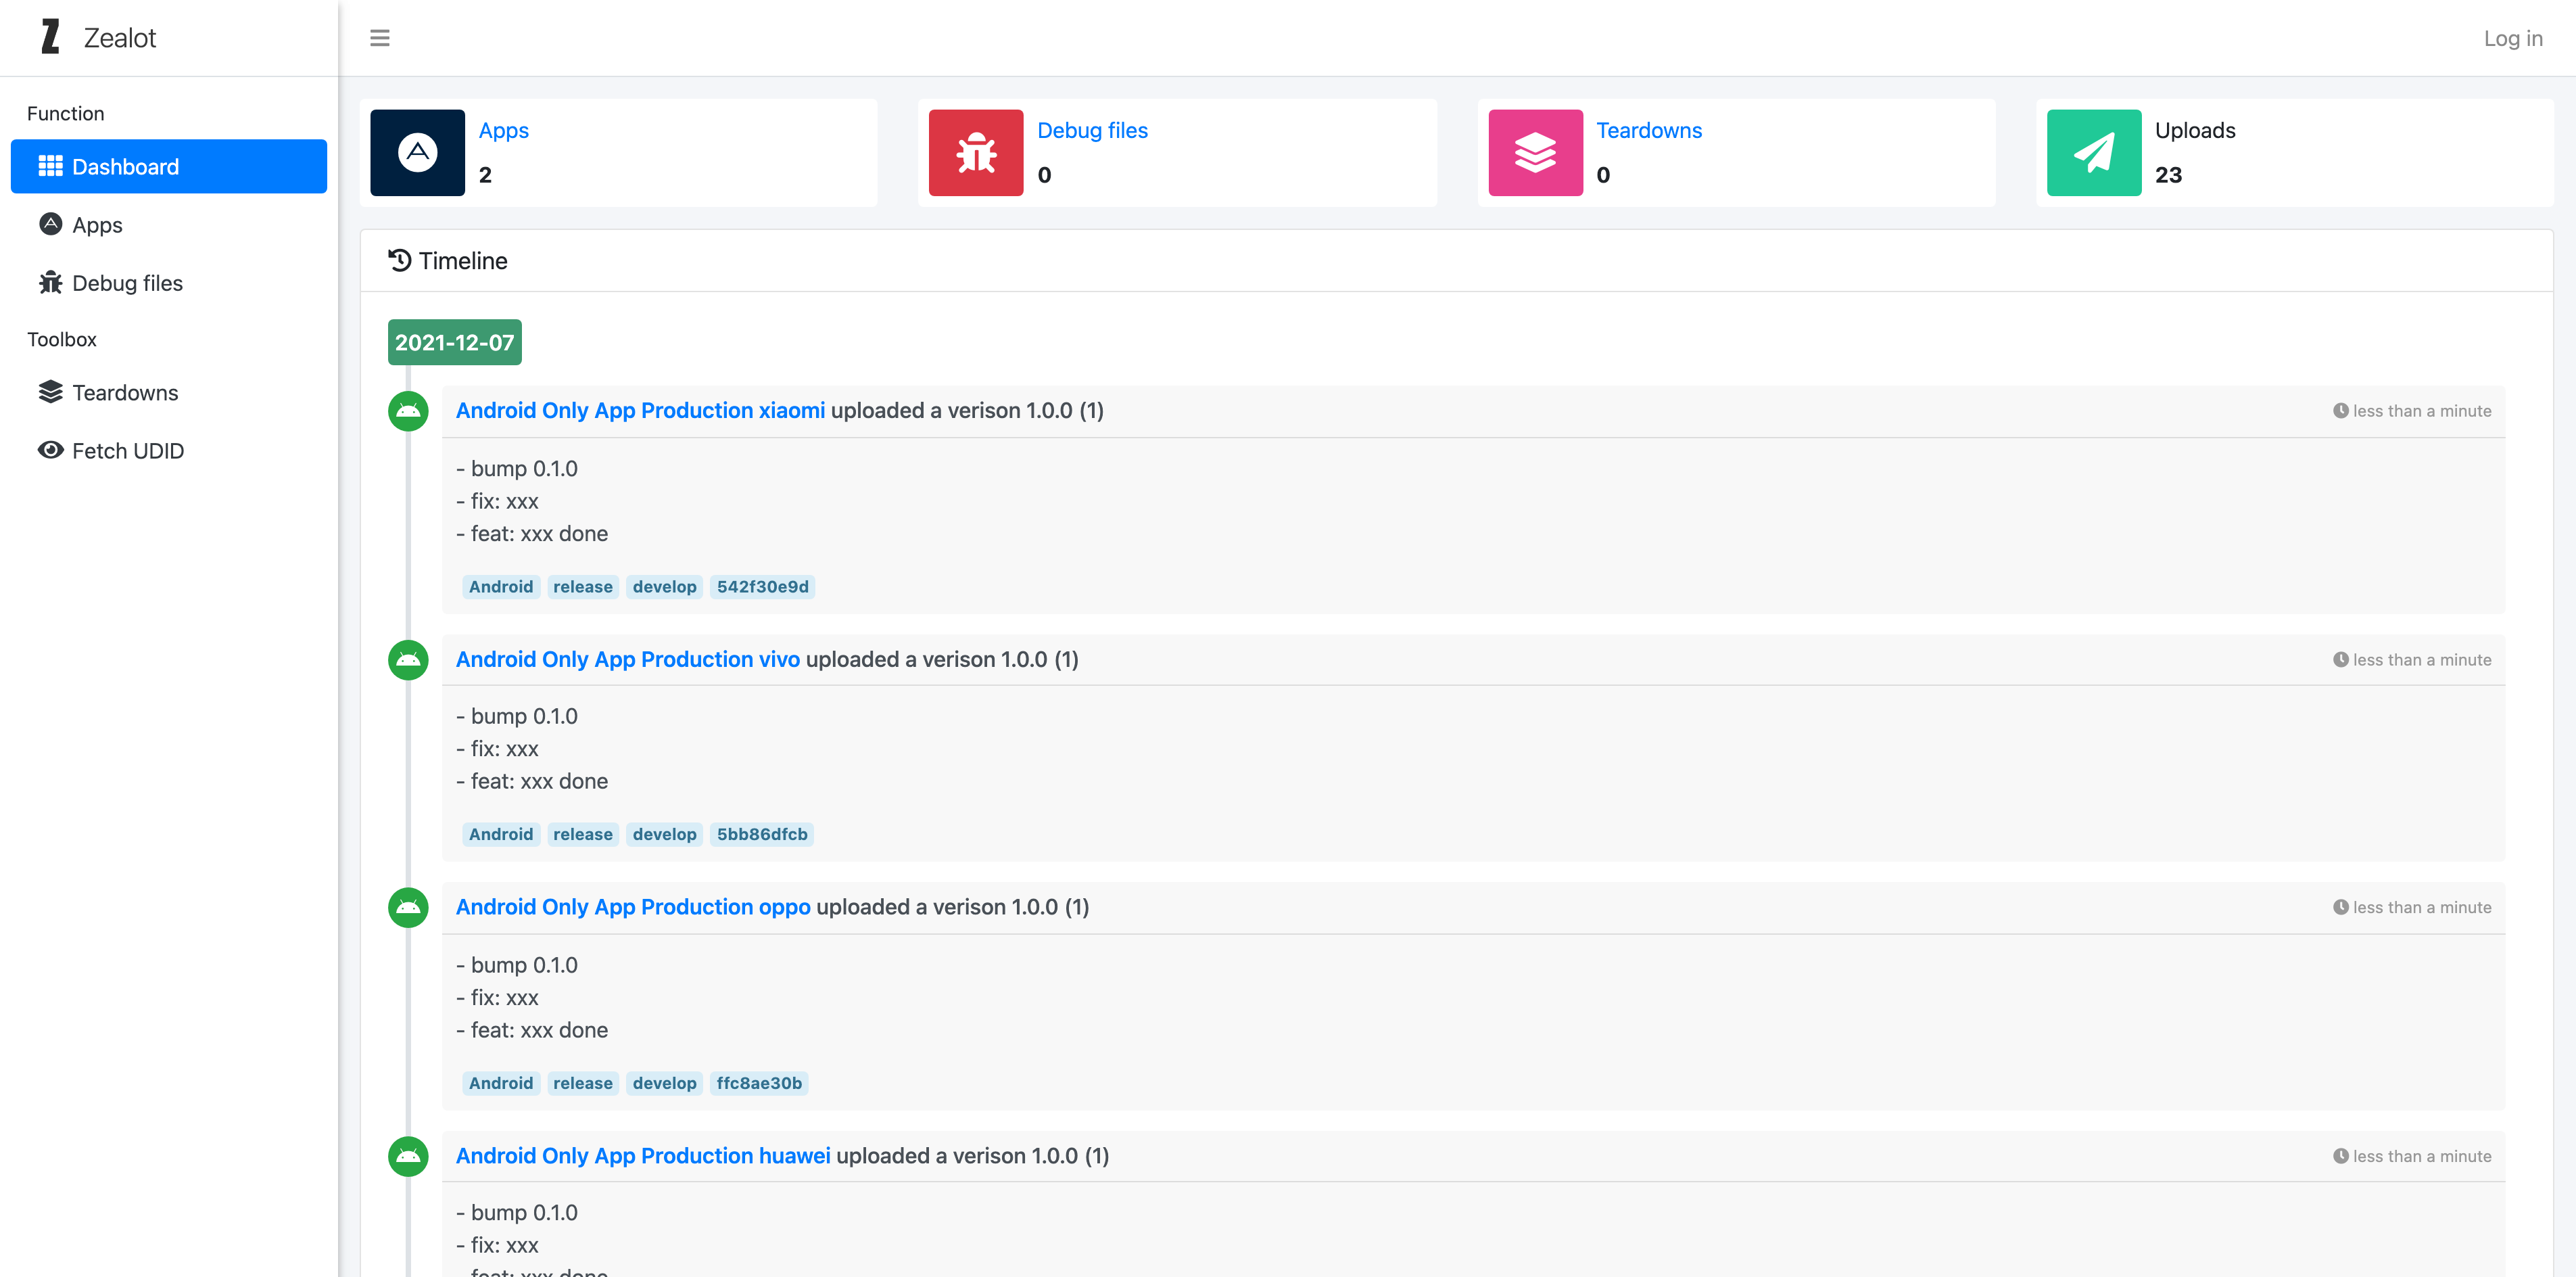 Z Zealot
Log in
Function
Dashboard
Apps
Debug files
Toolbox
Teardowns
Fetch UDID
Apps
2
Debug files
0
Teardowns
0
Uploads
23
Timeline
2021-12-07
Android Only App Production xiaomi uploaded a verison 1.0.0 (1) less than a minute
- bump 0.1.0
- fix: xxx
- feat: xxx done
Android release develop 542f30e9d
Android Only App Production vivo uploaded a verison 1.0.0 (1) less than a minute
- bump 0.1.0
- fix: xxx
- feat: xxx done
Android release develop 5bb86dfcb
Android Only App Production oppo uploaded a verison 1.0.0 (1) less than a minute
- bump 0.1.0
- fix: xxx
- feat: xxx done
Android release develop ffc8ae30b
Android Only App Production huawei uploaded a verison 1.0.0 (1) less than a minute
- bump 0.1.0
- fix: xxx
- feat: xxx done